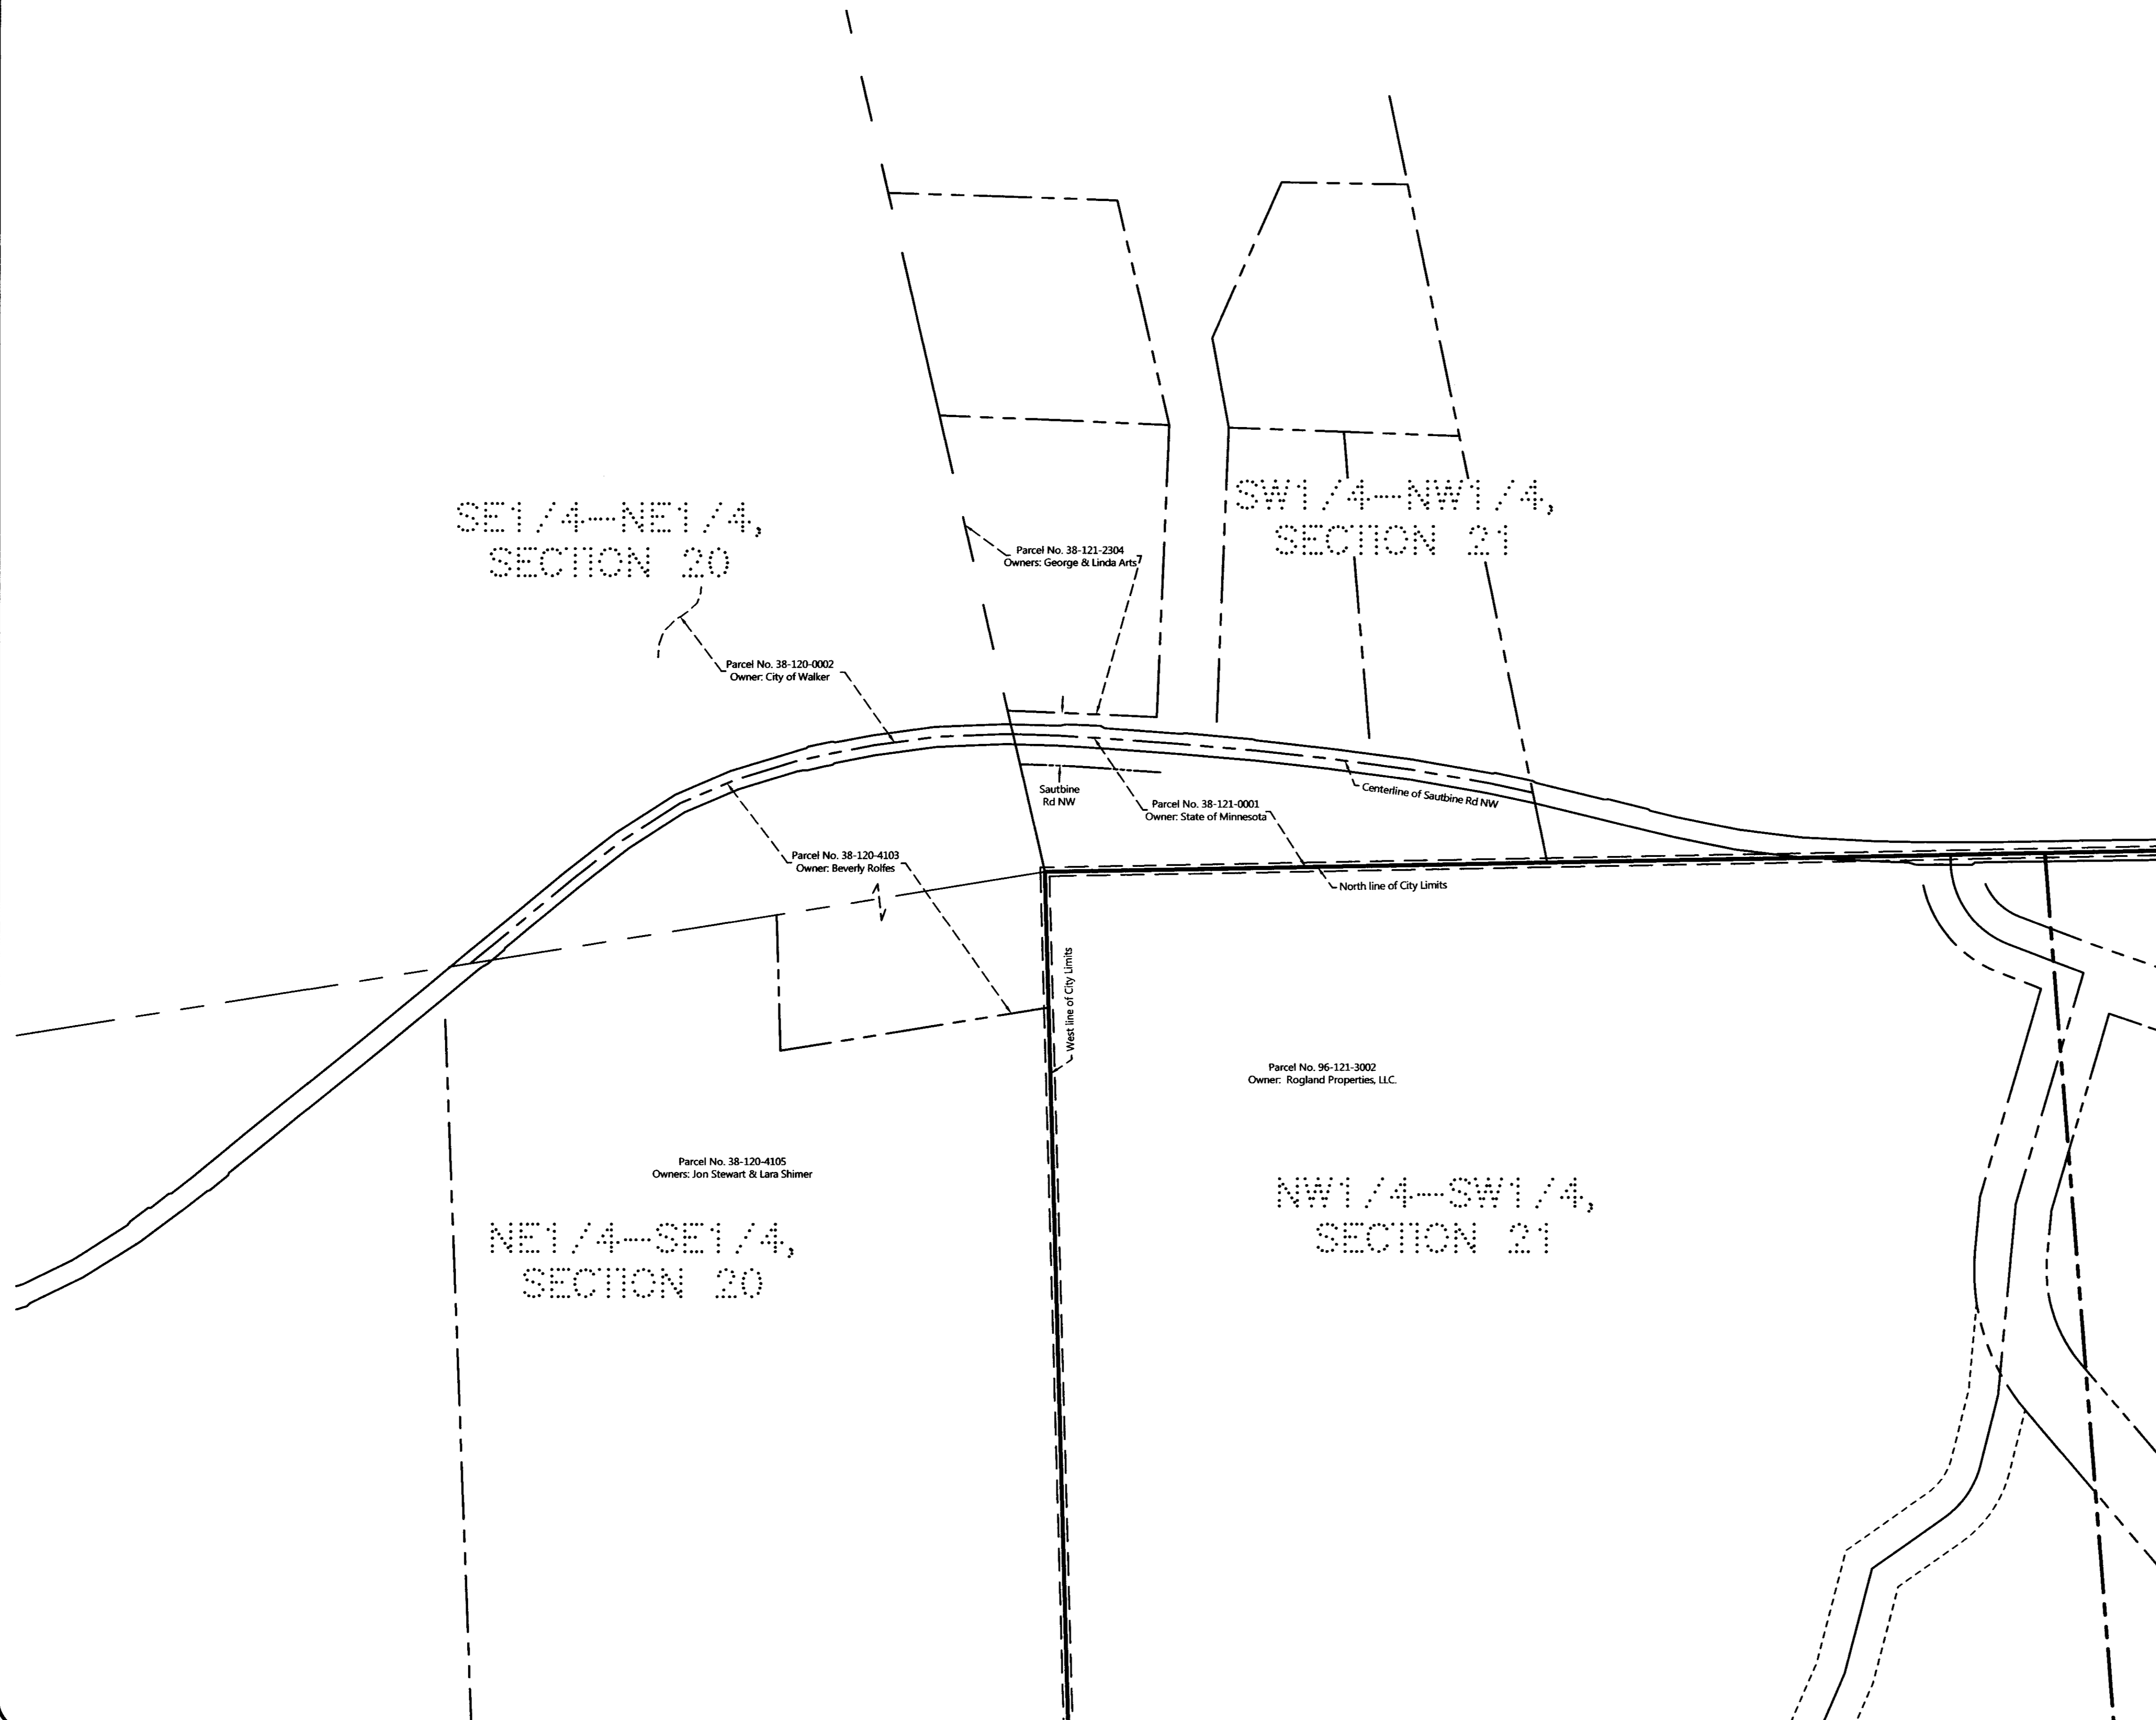 SE1/4--NE1/4,
SECTION 20
SW1/4--NW1/4,
SECTION 21
Parcel No. 38-121-2304
Owners: George & Linda Arts
Parcel No. 38-120-0002
Owner: City of Walker
Sautbine
Rd NW
Parcel No. 38-121-0001
Owner: State of Minnesota
Centerline of Sautbine Rd NW
Parcel No. 38-120-4103
Owner: Beverly Rolfes
North line of City Limits
West line of City Limits
Parcel No. 96-121-3002
Owner: Rogland Properties, LLC.
Parcel No. 38-120-4105
Owners: Jon Stewart & Lara Shimer
NE1/4--SE1/4,
SECTION 20
NW1/4--SW1/4,
SECTION 21